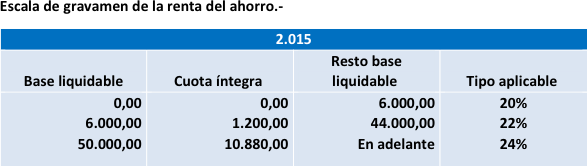 Escala de gravamen de la renta del ahorro.-
2.015
Base liquidable Cuota íntegra Resto base liquidable Tipo aplicable
0,00 0,00 6.000,00 20%
6.000,00 1.200,00 44.000,00 22%
50.000,00 10.880,00 En adelante 24%